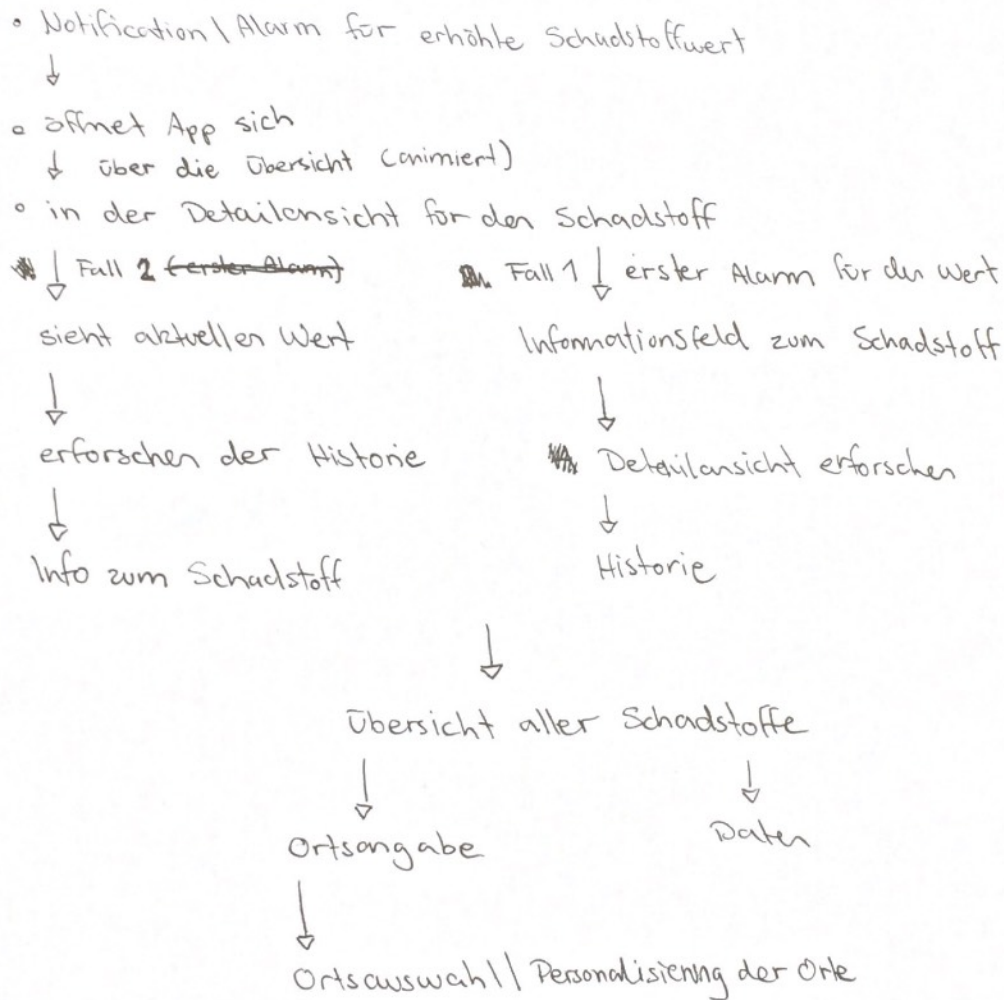 Notification \ Alarm für erhöhte Schadstoffwert
öffnet App sich
über die Übersicht (animiert)
in der Detailansicht für den Schadstoff
Fall 2 (erster Alarm)
Fall 1 erster Alarm für den Wert
sieht aktuellen Wert
Informationsfeld zum Schadstoff
erforschen der Historie
Detailansicht erforschen
Info zum Schadstoff
Historie
Übersicht aller Schadstoffe
Ortsangabe
Daten
Ortsauswahl \ Personalisierung der Orte